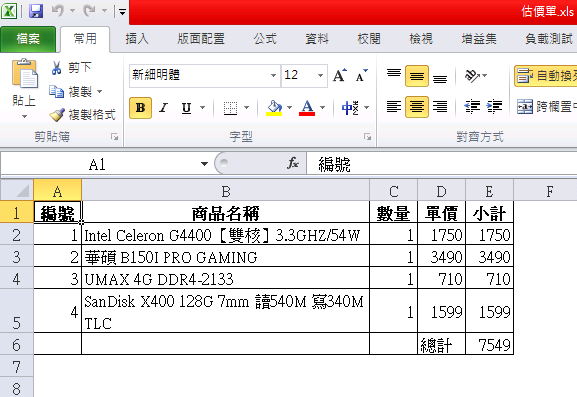 估價單.xls
檔案 常用 插入 版面配置 公式 資料 校閱 檢視 增益集 負載測試
剪下
複製
複製格式
貼上
新細明體 12 A A
B I U A 中
自動換列
跨欄置中
剪貼簿 字型 對齊方式
A1 fx 編號
A B C D E F
1 編號 商品名稱 數量 單價 小計
2 1 Intel Celeron G4400【雙核】3.3GHZ/54W 1 1750 1750
3 2 華碩 B150I PRO GAMING 1 3490 3490
4 3 UMAX 4G DDR4-2133 1 710 710
SanDisk X400 128G 7mm 讀540M 寫340M
5 4 TLC 1 1599 1599
6 總計 7549
7
8